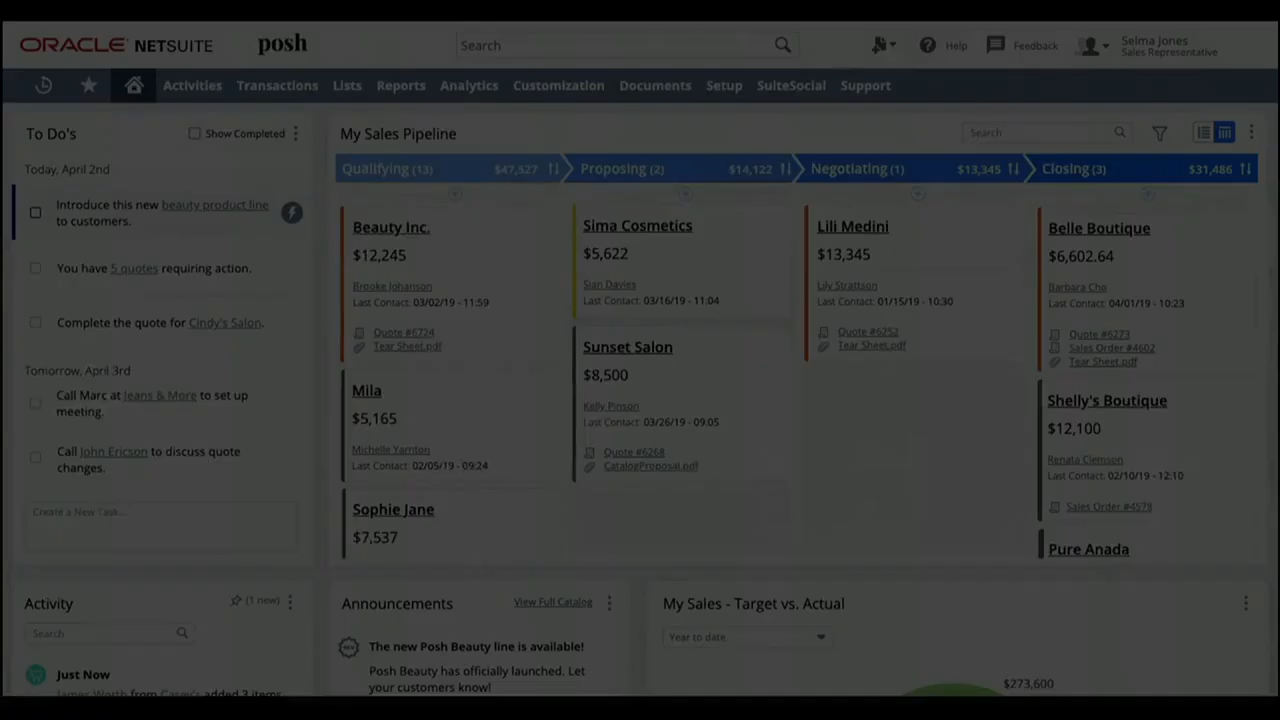 ORACLE NETSUITE
posh
Search
Help
Feedback
Selma Jones
Sales Representative
Activities
Transactions
Lists
Reports
Analytics
Customization
Documents
Setup
SuiteSocial
Support
To Do's
Show Completed
Today, April 2nd
Introduce this new beauty product line
to customers.
You have 5 quotes requiring action.
Complete the quote for Cindy's Salon.
Tomorrow, April 3rd
Call Marc at Jeans & More to set up
meeting.
Call John Ericson to discuss quote
changes.
Create a New Task...
My Sales Pipeline
Search
Qualifying (13)
$47,527
Proposing (2)
$14,122
Negotiating (1)
$13,345
Closing (3)
$31,486
Beauty Inc.
$12,245
Brooke Johanson
Last Contact: 03/02/19 - 11:59
Quote #6724
Tear Sheet.pdf
Mila
$5,165
Michelle Yarnton
Last Contact: 02/05/19 - 09:24
Sophie Jane
$7,537
Sima Cosmetics
$5,622
Sian Davies
Last Contact: 03/16/19 - 11:04
Sunset Salon
$8,500
Kelly Pinson
Last Contact: 03/26/19 - 09:05
Quote #6268
CatalogProposal.pdf
Lili Medini
$13,345
Lily Strattson
Last Contact: 01/15/19 - 10:30
Quote #6252
Tear Sheet.pdf
Belle Boutique
$6,602.64
Barbara Cho
Last Contact: 04/01/19 - 10:23
Quote #6273
Sales Order #4602
Tear Sheet.pdf
Shelly's Boutique
$12,100
Renata Clemson
Last Contact: 02/10/19 - 12:10
Sales Order #4578
Pure Anada
Activity
(1 new)
Search
Just Now
James Worth from Casey's added 3 items
Announcements
View Full Catalog
The new Posh Beauty line is available!
Posh Beauty has officially launched. Let
your customers know!
My Sales - Target vs. Actual
Year to date
$273,600